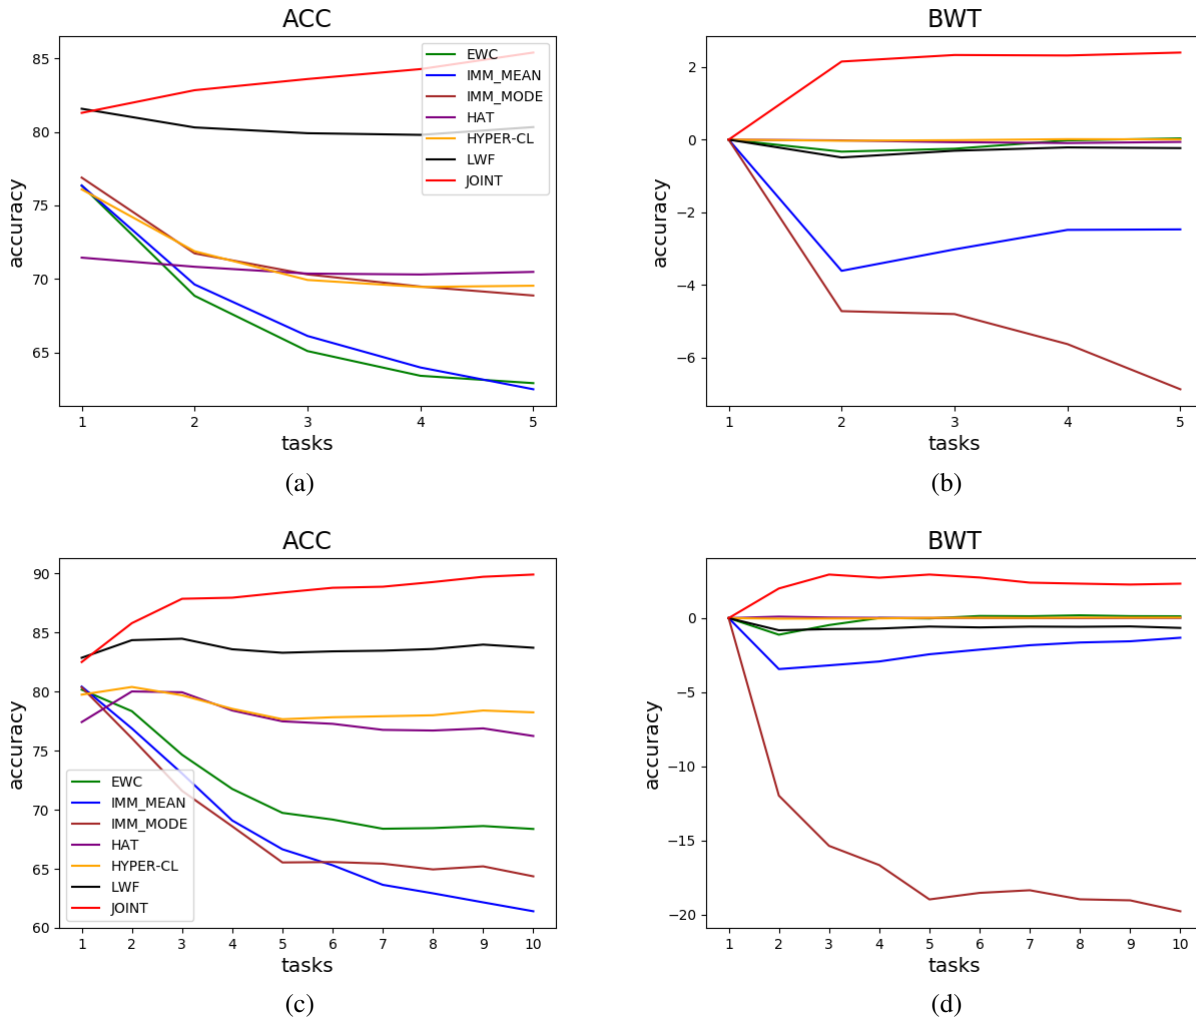 ACC
85
80
75
70
65
accuracy
1 2 3 4 5
tasks
EWC
IMM_MEAN
IMM_MODE
HAT
HYPER-CL
LWF
JOINT
(a)
BWT
2
0
−2
−4
−6
accuracy
1 2 3 4 5
tasks
(b)
ACC
90
85
80
75
70
65
60
accuracy
1 2 3 4 5 6 7 8 9 10
tasks
EWC
IMM_MEAN
IMM_MODE
HAT
HYPER-CL
LWF
JOINT
(c)
BWT
0
−5
−10
−15
−20
accuracy
1 2 3 4 5 6 7 8 9 10
tasks
(d)